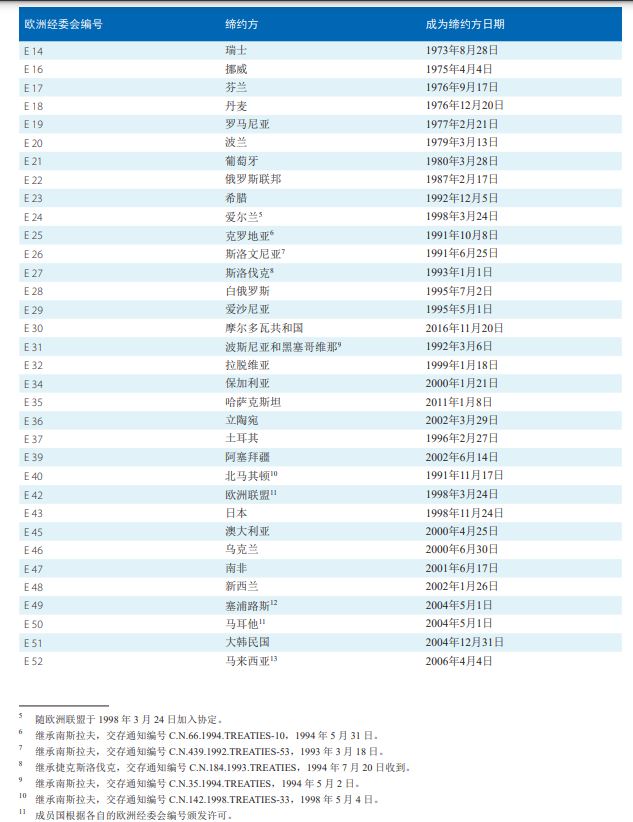 欧洲经委会编号 缔约方 成为缔约方日期
E 14 瑞士 1973年8月28日
E 16 挪威 1975年4月4日
E 17 芬兰 1976年9月17日
E 18 丹麦 1976年12月20日
E 19 罗马尼亚 1977年2月21日
E 20 波兰 1979年3月13日
E 21 葡萄牙 1980年3月28日
E 22 俄罗斯联邦 1987年2月17日
E 23 希腊 1992年12月5日
E 24 爱尔兰5 1998年3月24日
E 25 克罗地亚6 1991年10月8日
E 26 斯洛文尼亚7 1991年6月25日
E 27 斯洛伐克8 1993年1月1日
E 28 白俄罗斯 1995年7月2日
E 29 爱沙尼亚 1995年5月1日
E 30 摩尔多瓦共和国 2016年11月20日
E 31 波斯尼亚和黑塞哥维那9 1992年3月6日
E 32 拉脱维亚 1999年1月18日
E 34 保加利亚 2000年1月21日
E 35 哈萨克斯坦 2011年1月8日
E 36 立陶宛 2002年3月29日
E 37 土耳其 1996年2月27日
E 39 阿塞拜疆 2002年6月14日
E 40 北马其顿10 1991年11月17日
E 42 欧洲联盟11 1998年3月24日
E 43 日本 1998年11月24日
E 45 澳大利亚 2000年4月25日
E 46 乌克兰 2000年6月30日
E 47 南非 2001年6月17日
E 48 新西兰 2002年1月26日
E 49 塞浦路斯12 2004年5月1日
E 50 马耳他11 2004年5月1日
E 51 大韩民国 2004年12月31日
E 52 马来西亚13 2006年4月4日
5 随欧洲联盟于 1998 年 3 月 24 日加入协定。
6 继承南斯拉夫，交存通知编号 C.N.66.1994.TREATIES-10，1994 年 5 月 31 日。
7 继承南斯拉夫，交存通知编号 C.N.439.1992.TREATIES-53，1993 年 3 月 18 日。
8 继承捷克斯洛伐克，交存通知编号 C.N.184.1993.TREATIES，1994 年 7 月 20 日收到。
9 继承南斯拉夫，交存通知编号 C.N.35.1994.TREATIES，1994 年 5 月 2 日。
10 继承南斯拉夫，交存通知编号 C.N.142.1998.TREATIES-33，1998 年 5 月 4 日。
11 成员国根据各自的欧洲经委会编号颁发许可。